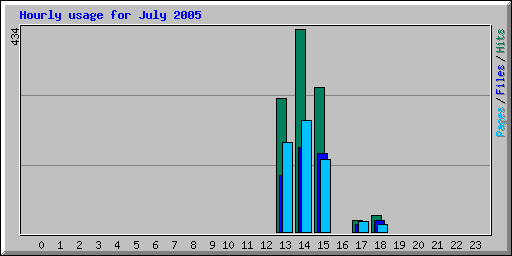 Hourly usage for July 2005
434
Pages/Files/Hits
0 1 2 3 4 5 6 7 8 9 10 11 12 13 14 15 16 17 18 19 20 21 22 23